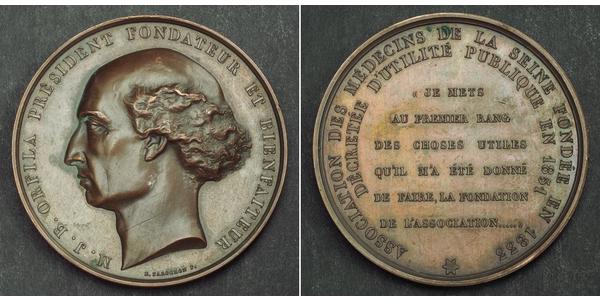 M. J. B. ORFILA PRÉSIDENT FONDATEUR ET BIENFAITEUR
ASSOCIATION DES MÉDECINS DE LA SEINE FONDÉE EN 1833
DÉCRETÉE D'UTILITÉ PUBLIQUE EN 1851
« JE METS
AU PREMIER RANG
DES CHOSES UTILES
QU'IL M'A ÉTÉ DONNÉ
DE FAIRE, LA FONDATION
DE L'ASSOCIATION.....»